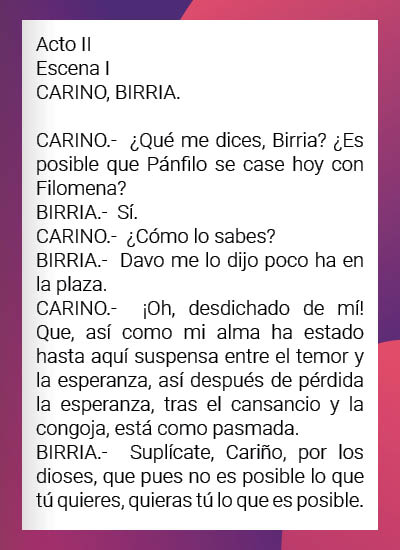 Acto II
Escena I
CARINO, BIRRIA.
CARINO.- ¿Qué me dices, Birria? ¿Es
posible que Pánfilo se case hoy con
Filomena?
BIRRIA.- Sí.
CARINO.- ¿Cómo lo sabes?
BIRRIA.- Davo me lo dijo poco ha en
la plaza.
CARINO.- ¡Oh, desdichado de mí!
Que, así como mi alma ha estado
hasta aquí suspensa entre el temor y
la esperanza, así después de pérdida
la esperanza, tras el cansancio y la
congoja, está como pasmada.
BIRRIA.- Suplícate, Cariño, por los
dioses, que pues no es posible lo que
tú quieres, quieras tú lo que es posible.